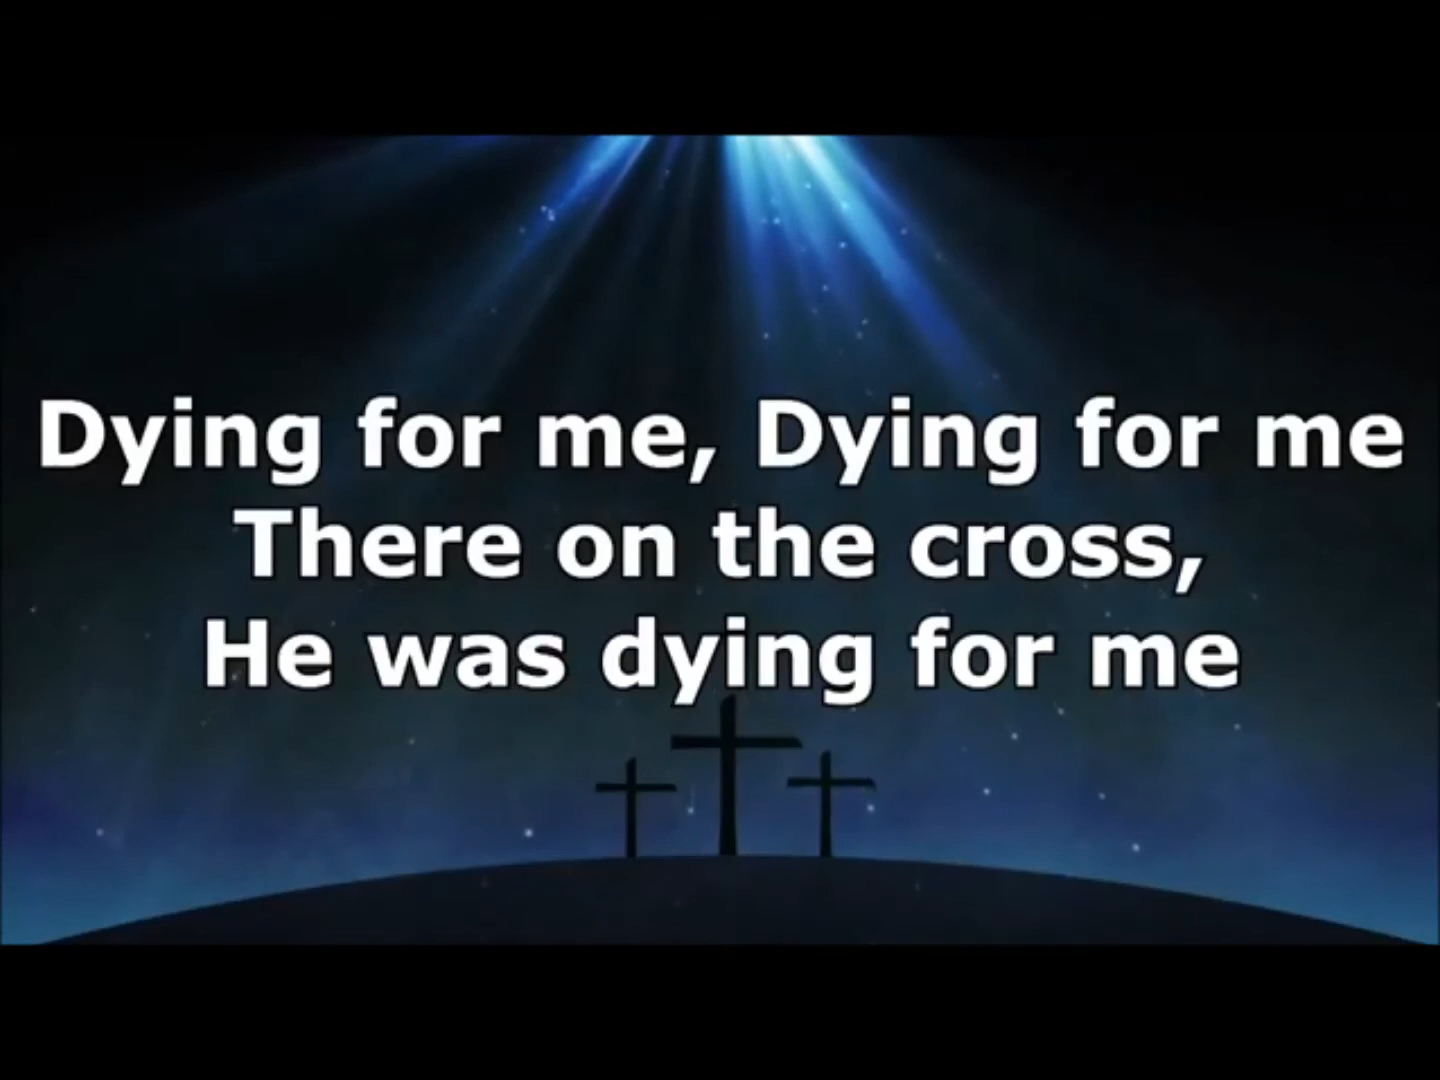 Dying for me, Dying for me
There on the cross,
He was dying for me